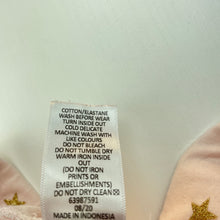 COTTON/ELASTANE
WASH BEFORE WEAR
TURN INSIDE OUT
COLD DELICATE
MACHINE WASH WITH
LIKE COLOURS
DO NOT BLEACH
DO NOT TUMBLE DRY
WARM IRON INSIDE
OUT
(DO NOT IRON
PRINTS OR
EMBELLISHMENTS)
DO NOT DRY CLEAN
63987591
08/20
MADE IN INDONESIA